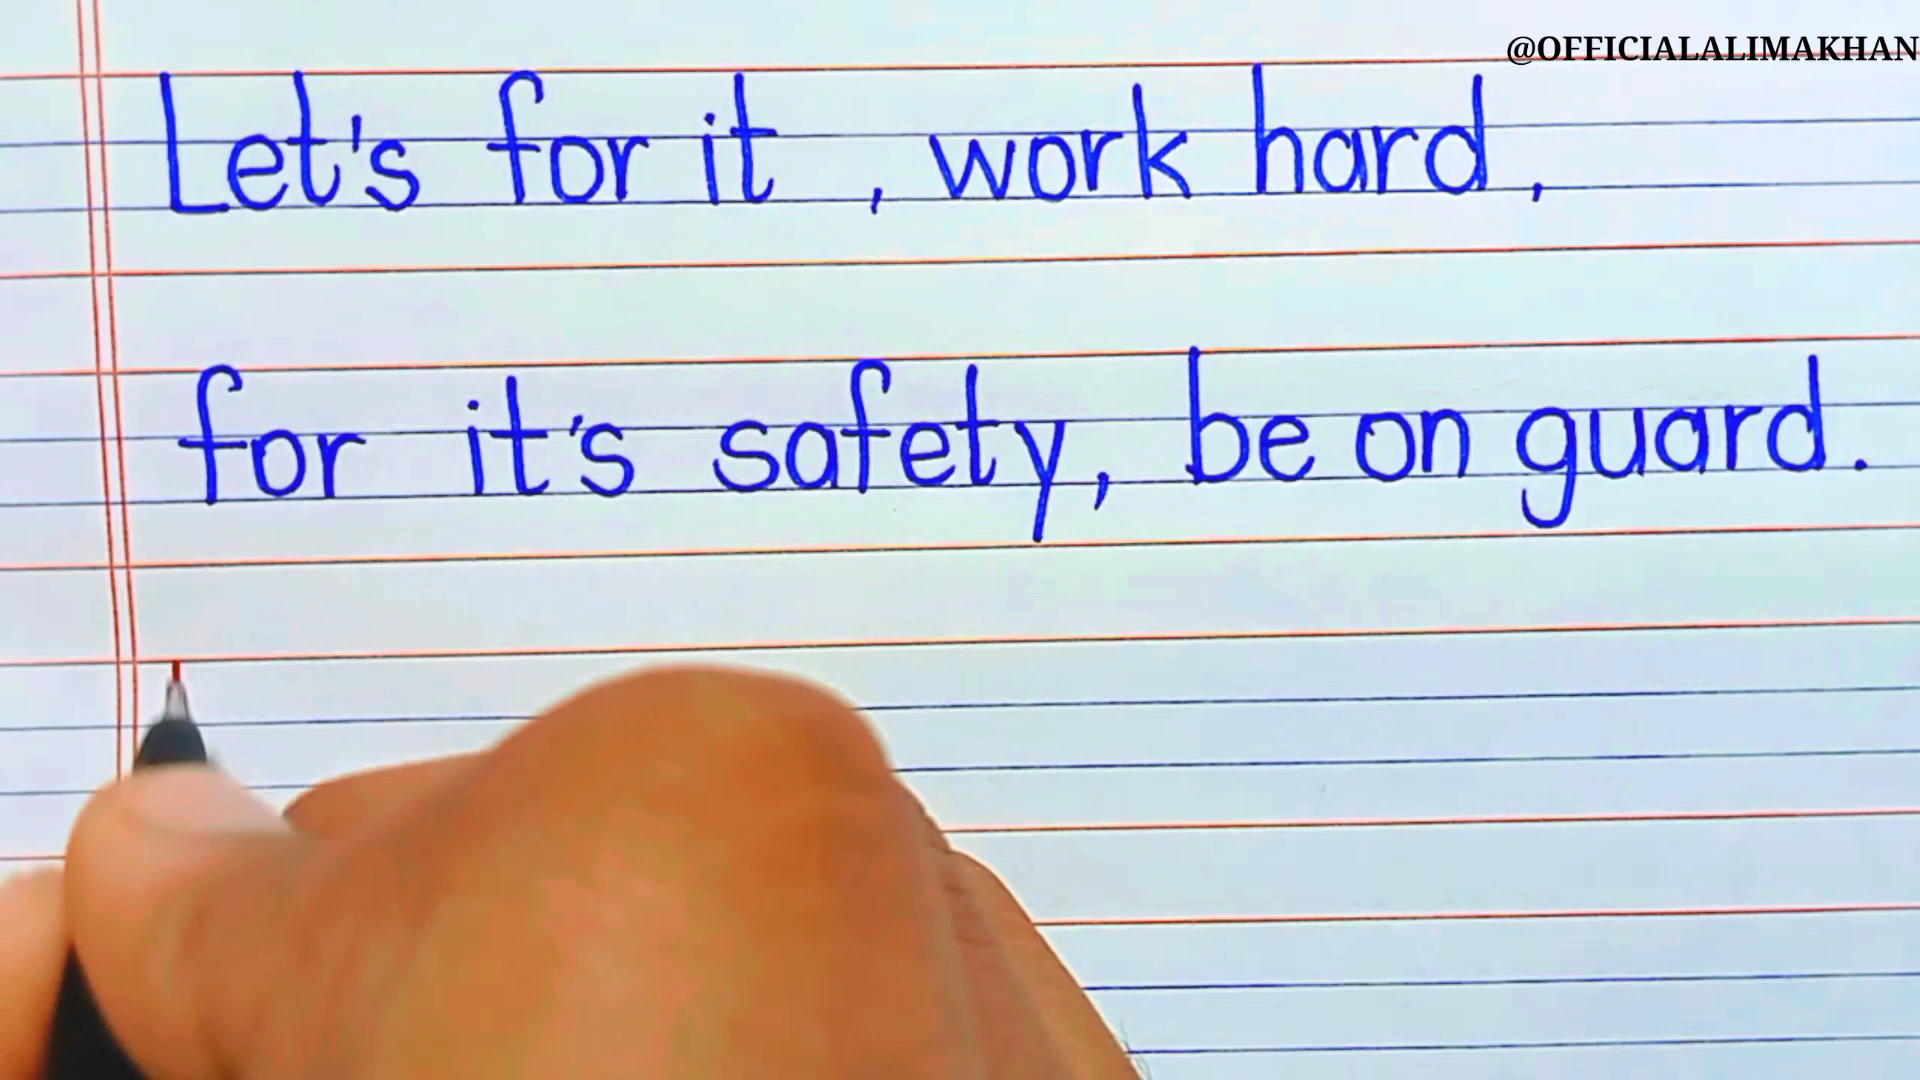 @OFFICIALALIMAKHAN
Let's for it , work hard,
for it's safety, be on guard.